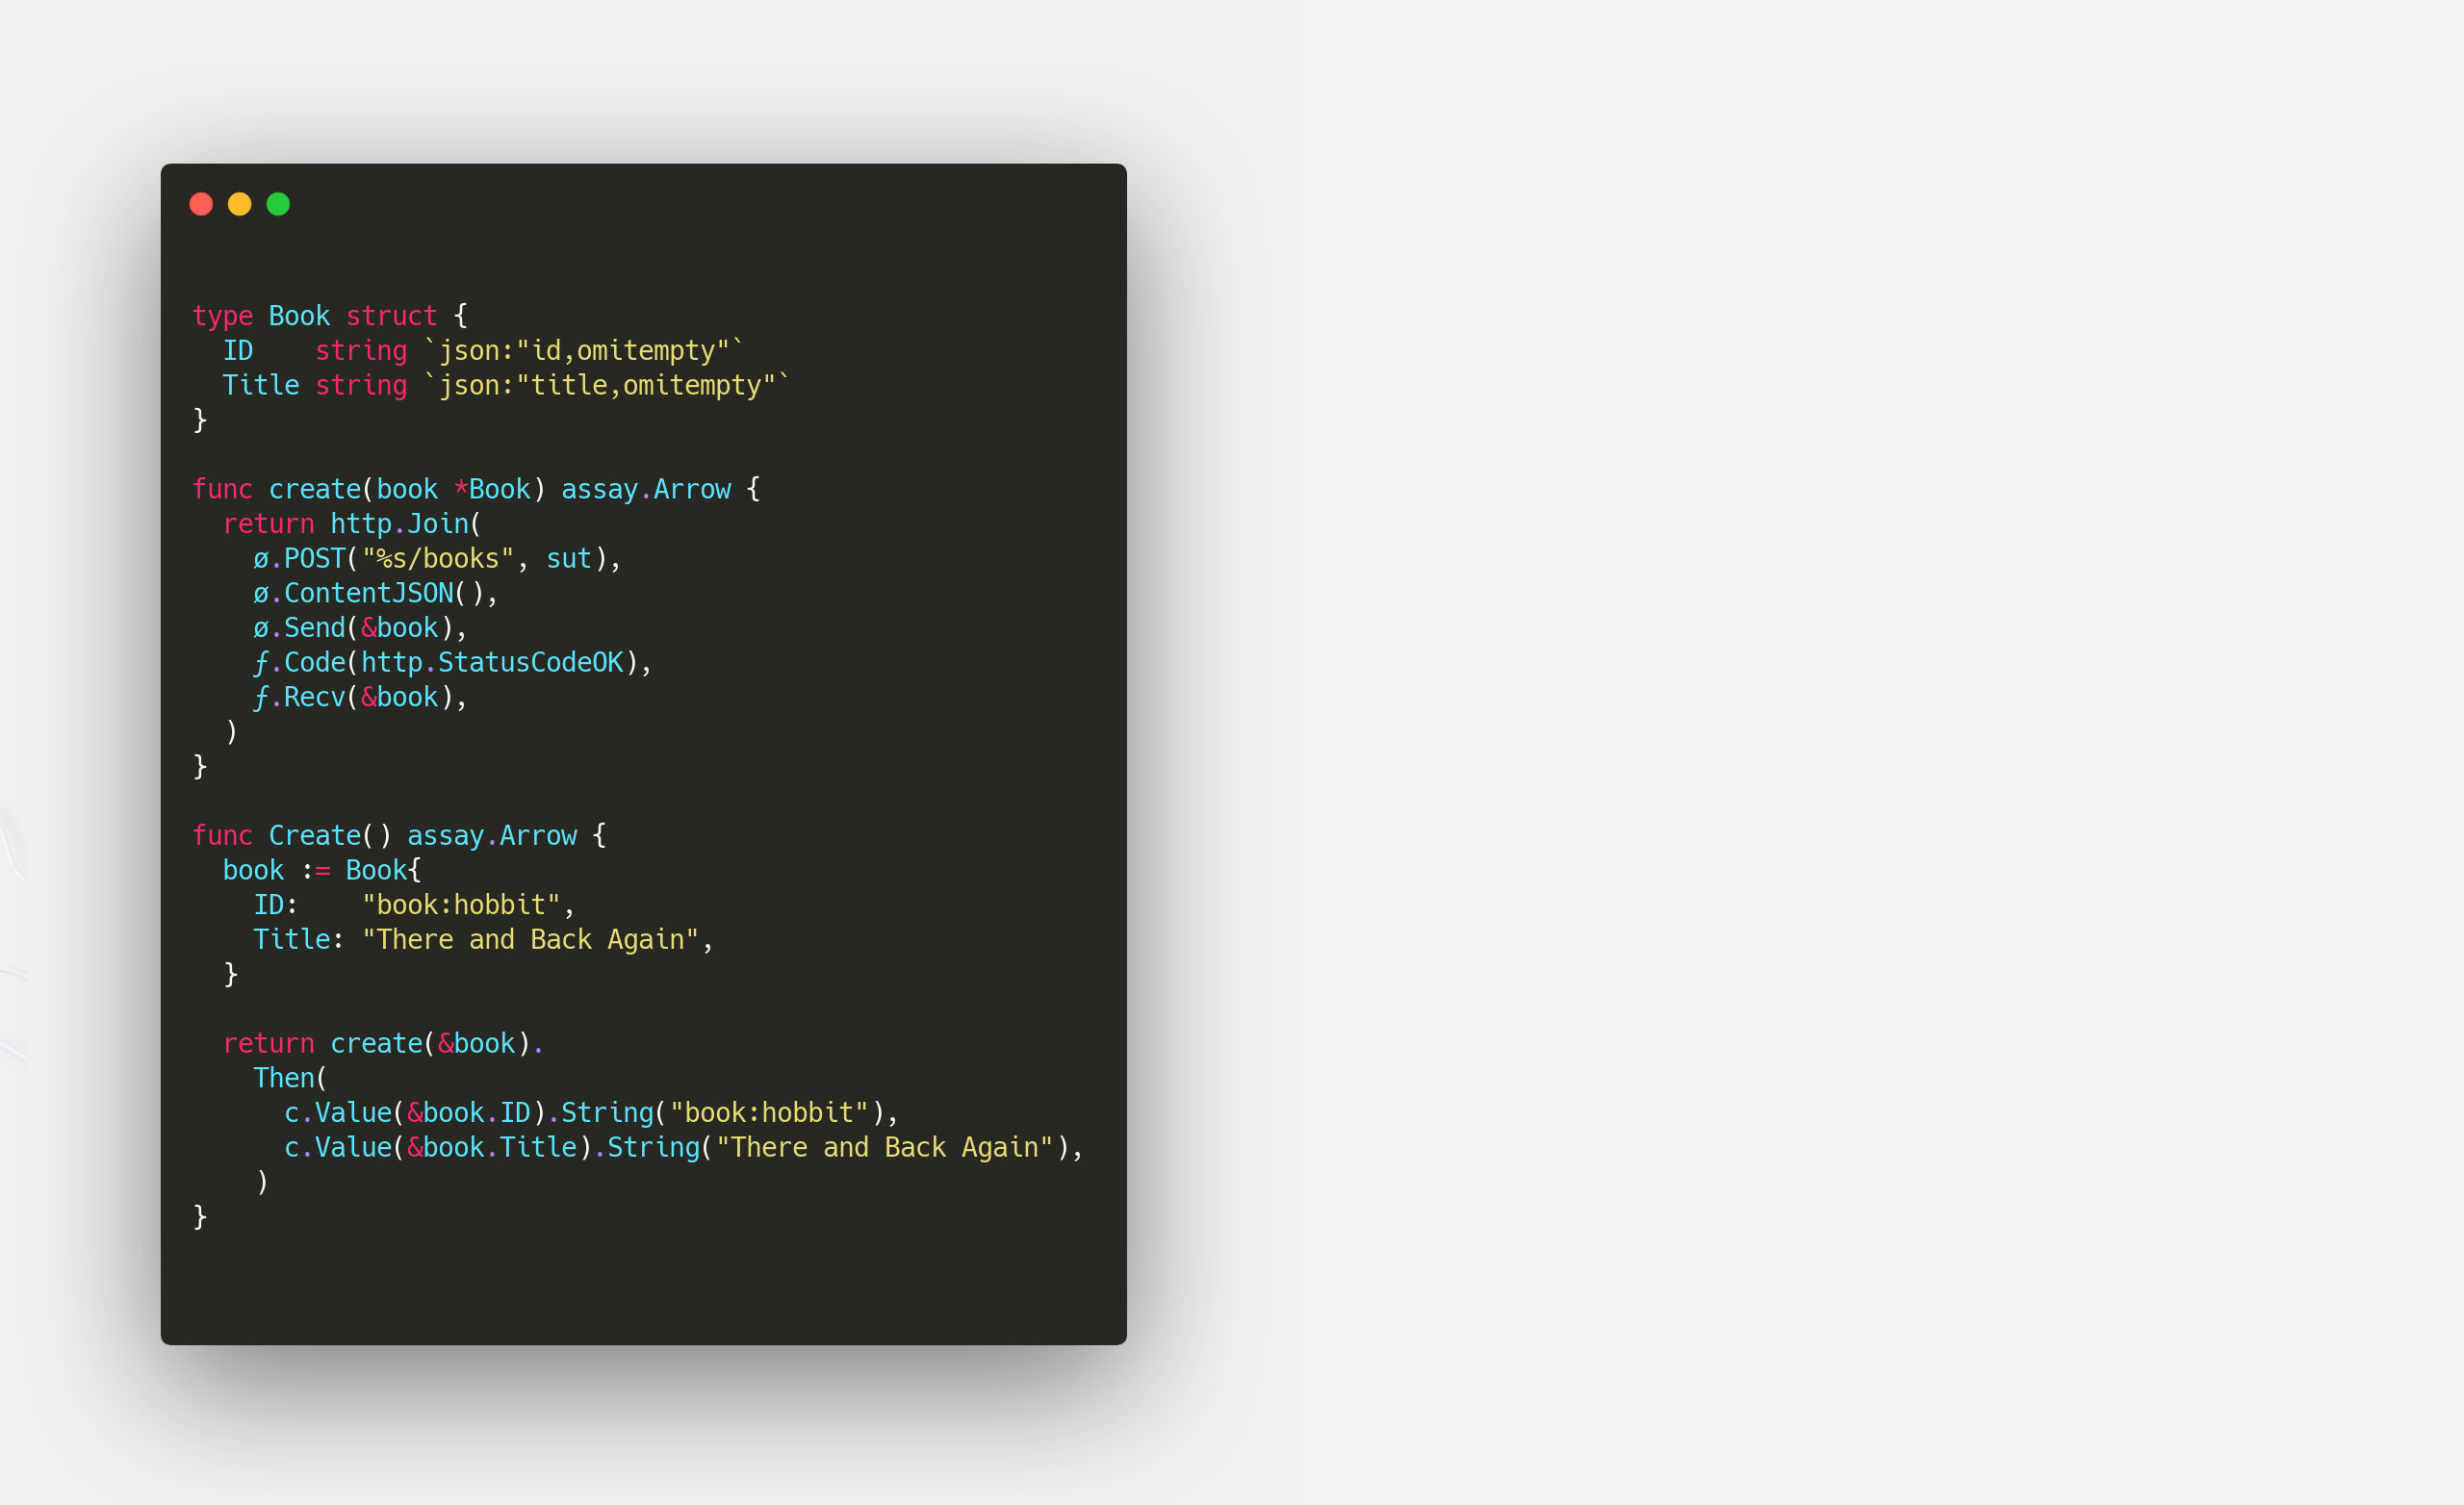 type Book struct {
  ID    string `json:"id,omitempty"`
  Title string `json:"title,omitempty"`
}

func create(book *Book) assay.Arrow {
  return http.Join(
    ø.POST("%s/books", sut),
    ø.ContentJSON(),
    ø.Send(&book),
    ƒ.Code(http.StatusCodeOK),
    ƒ.Recv(&book),
  )
}

func Create() assay.Arrow {
  book := Book{
    ID:    "book:hobbit",
    Title: "There and Back Again",
  }

  return create(&book).
    Then(
      c.Value(&book.ID).String("book:hobbit"),
      c.Value(&book.Title).String("There and Back Again"),
    )
}